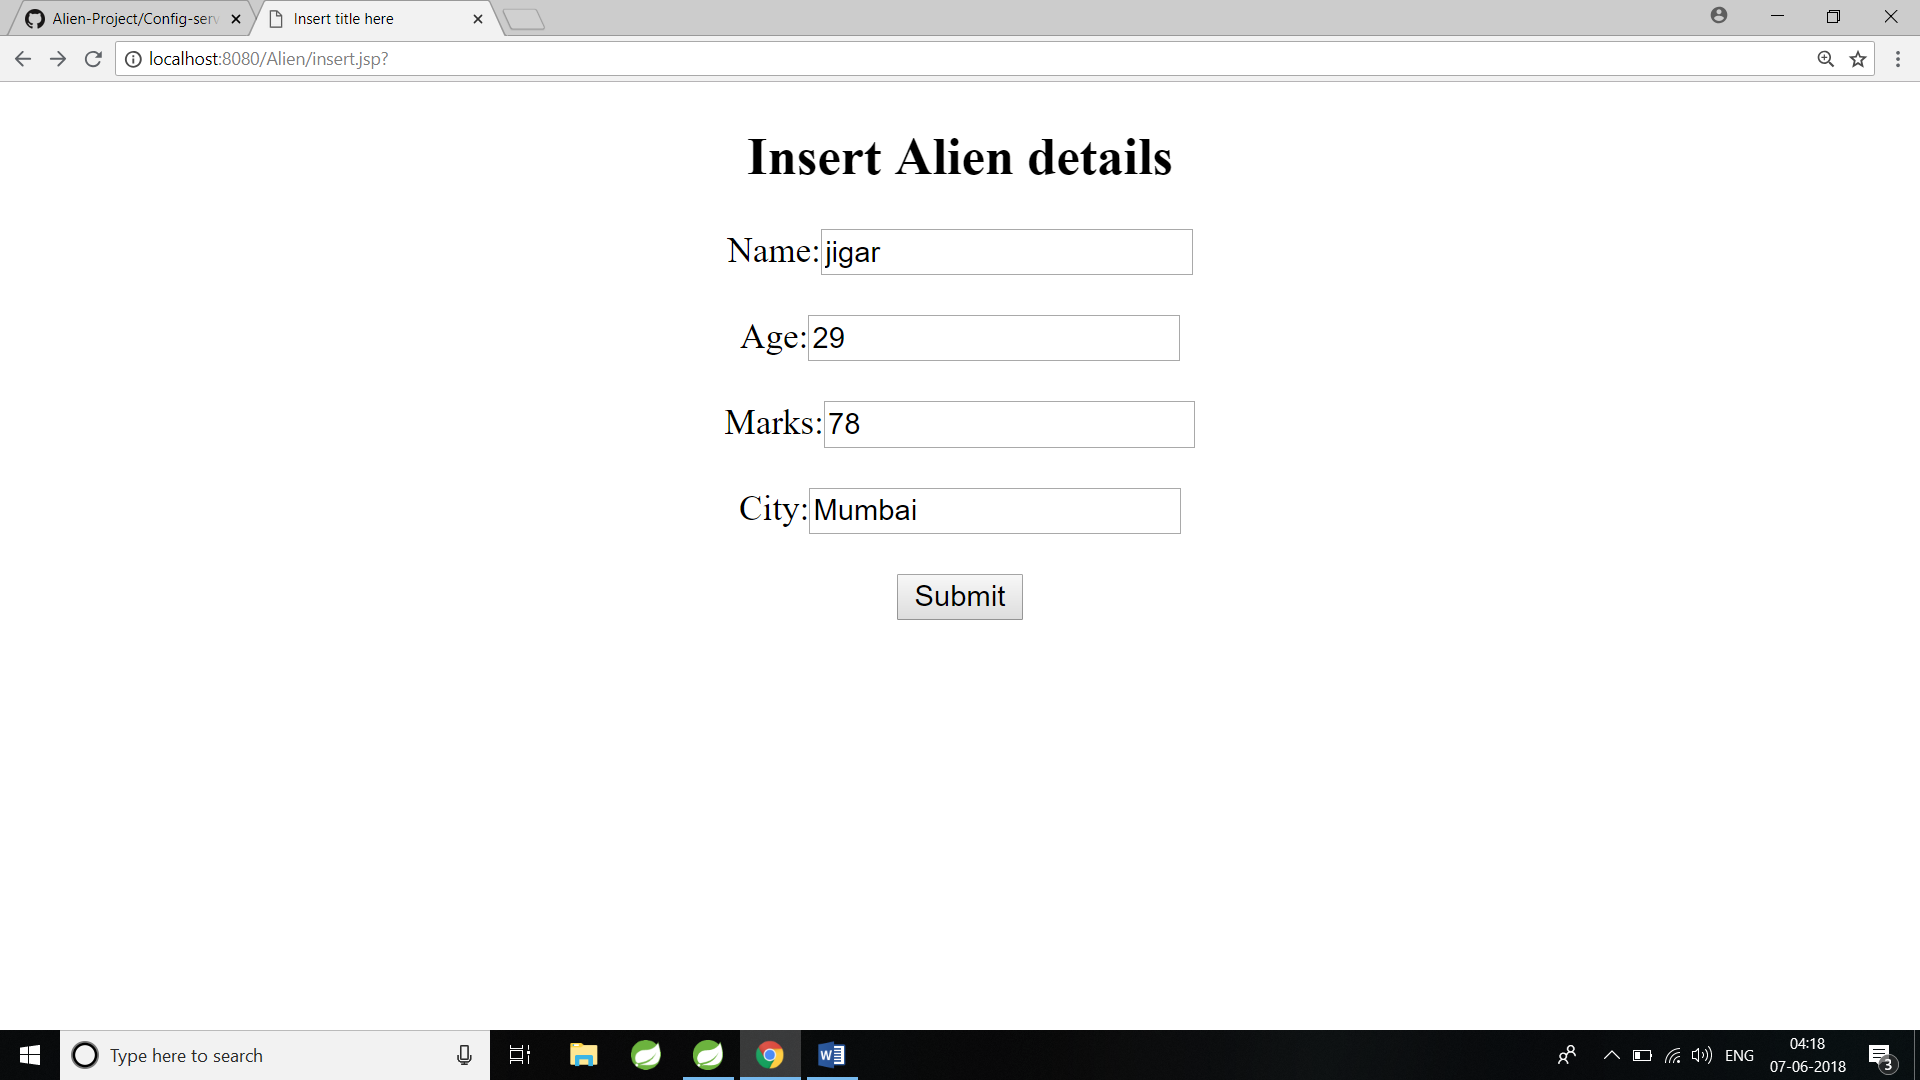 Alien-Project/Config-serv
Insert title here
localhost:8080/Alien/insert.jsp?
Insert Alien details
Name:jigar
Age:29
Marks:78
City:Mumbai
Submit
Type here to search
ENG
04:18
07-06-2018
3